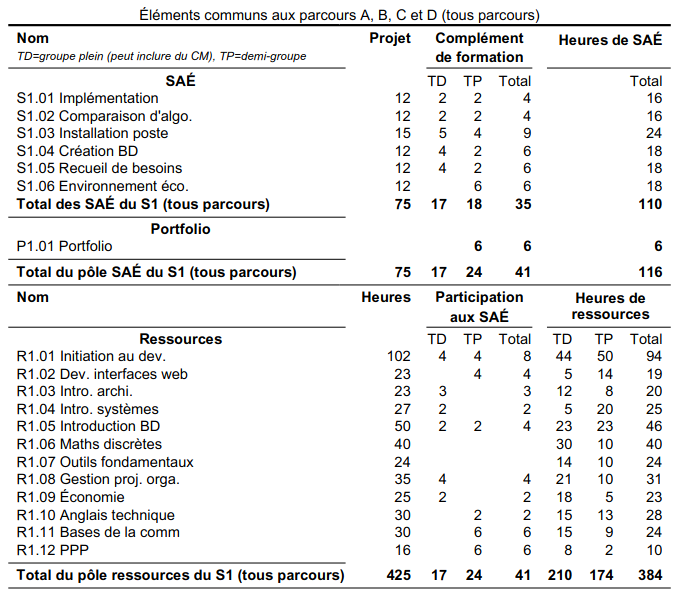 Éléments communs aux parcours A, B, C et D (tous parcours)
Nom Projet Complément de formation Heures de SAÉ
TD=groupe plein (peut inclure du CM), TP=demi-groupe
SAÉ TD TP Total Total
S1.01 Implémentation 12 2 2 4 16
S1.02 Comparaison d'algo. 12 2 2 4 16
S1.03 Installation poste 15 5 4 9 24
S1.04 Création BD 12 4 2 6 18
S1.05 Recueil de besoins 12 4 2 6 18
S1.06 Environnement éco. 12 6 6 18
Total des SAÉ du S1 (tous parcours) 75 17 18 35 110
Portfolio
P1.01 Portfolio 6 6 6
Total du pôle SAÉ du S1 (tous parcours) 75 17 24 41 116
Nom Heures Participation aux SAÉ Heures de ressources
Ressources TD TP Total TD TP Total
R1.01 Initiation au dev. 102 4 4 8 44 50 94
R1.02 Dev. interfaces web 23 4 4 5 14 19
R1.03 Intro. archi. 23 3 3 12 8 20
R1.04 Intro. systèmes 27 2 2 5 20 25
R1.05 Introduction BD 50 2 2 4 23 23 46
R1.06 Maths discrètes 40 30 10 40
R1.07 Outils fondamentaux 24 14 10 24
R1.08 Gestion proj. orga. 35 4 4 21 10 31
R1.09 Économie 25 2 2 18 5 23
R1.10 Anglais technique 30 2 2 15 13 28
R1.11 Bases de la comm 30 6 6 15 9 24
R1.12 PPP 16 6 6 8 2 10
Total du pôle ressources du S1 (tous parcours) 425 17 24 41 210 174 384